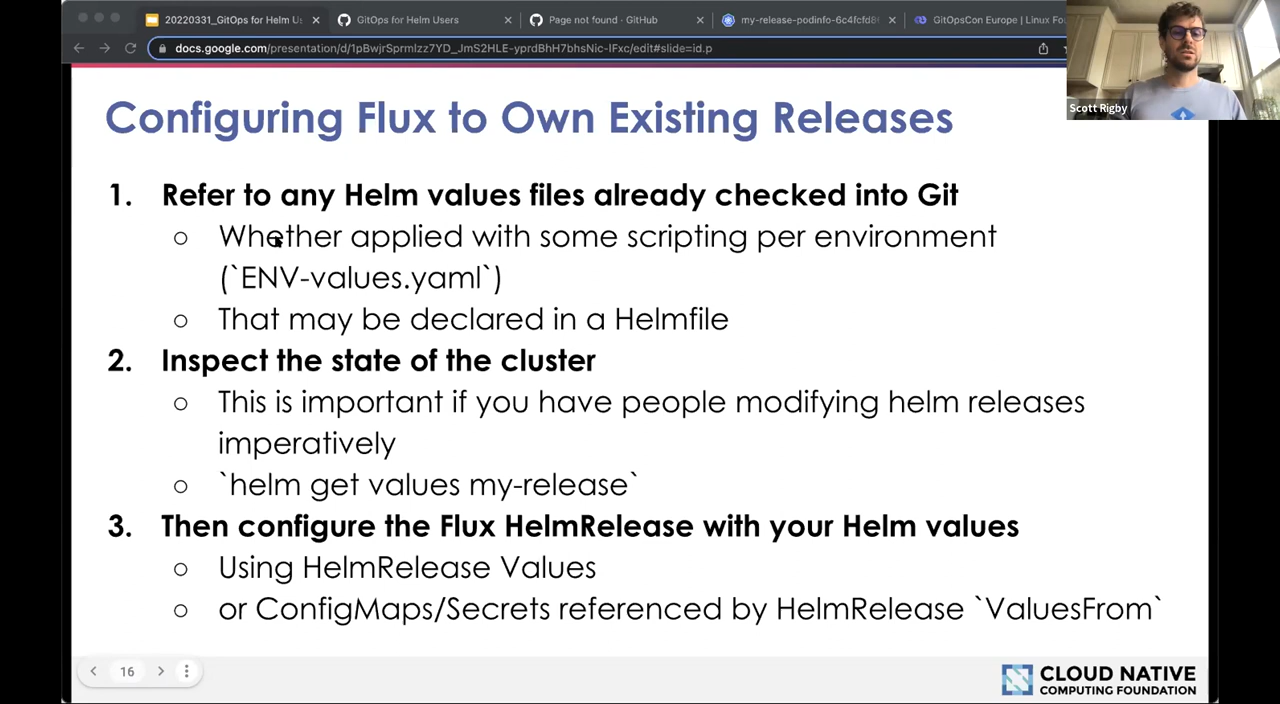 20220331_GitOps for Helm Us
GitOps for Helm Users
Page not found · GitHub
my-release-podinfo-6c4fcfd8
GitOpsCon Europe | Linux Fou
docs.google.com/presentation/d/1pBwjrSprmlzz7YD_JmS2HLE-yprdBhH7bhsNic-IFxc/edit#slide=id.p
Scott Rigby
Configuring Flux to Own Existing Releases
1. Refer to any Helm values files already checked into Git
○ Whether applied with some scripting per environment
(`ENV-values.yaml`)
○ That may be declared in a Helmfile
2. Inspect the state of the cluster
○ This is important if you have people modifying helm releases
imperatively
○ `helm get values my-release`
3. Then configure the Flux HelmRelease with your Helm values
○ Using HelmRelease Values
○ or ConfigMaps/Secrets referenced by HelmRelease `ValuesFrom`
16
CLOUD NATIVE
COMPUTING FOUNDATION